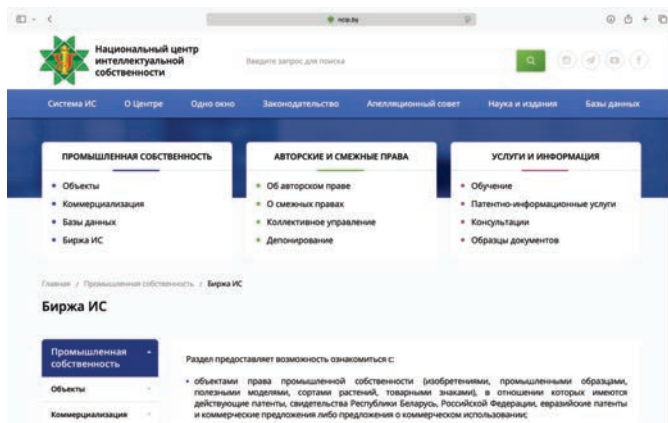 ncip.by
Национальный центр
интеллектуальной
собственности
Введите запрос для поиска
Система ИС О Центре Одно окно Законодательство Апелляционный совет Наука и издания Базы данных
ПРОМЫШЛЕННАЯ СОБСТВЕННОСТЬ
• Объекты
• Коммерциализация
• Базы данных
• Биржа ИС
АВТОРСКИЕ И СМЕЖНЫЕ ПРАВА
• Об авторском праве
• О смежных правах
• Коллективное управление
• Депонирование
УСЛУГИ И ИНФОРМАЦИЯ
• Обучение
• Патентно-информационные услуги
• Консультации
• Образцы документов
Главная / Промышленная собственность / Биржа ИС
Биржа ИС
Промышленная
собственность
Объекты
Коммерциализация
Раздел предоставляет возможность ознакомиться с:
• объектами права промышленной собственности (изобретениями, промышленными образцами,
полезными моделями, сортами растений, товарными знаками), в отношении которых имеются
действующие патенты, свидетельства Республики Беларусь, Российской Федерации, евразийские патенты
и коммерческие предложения либо предложения о коммерческом использовании;